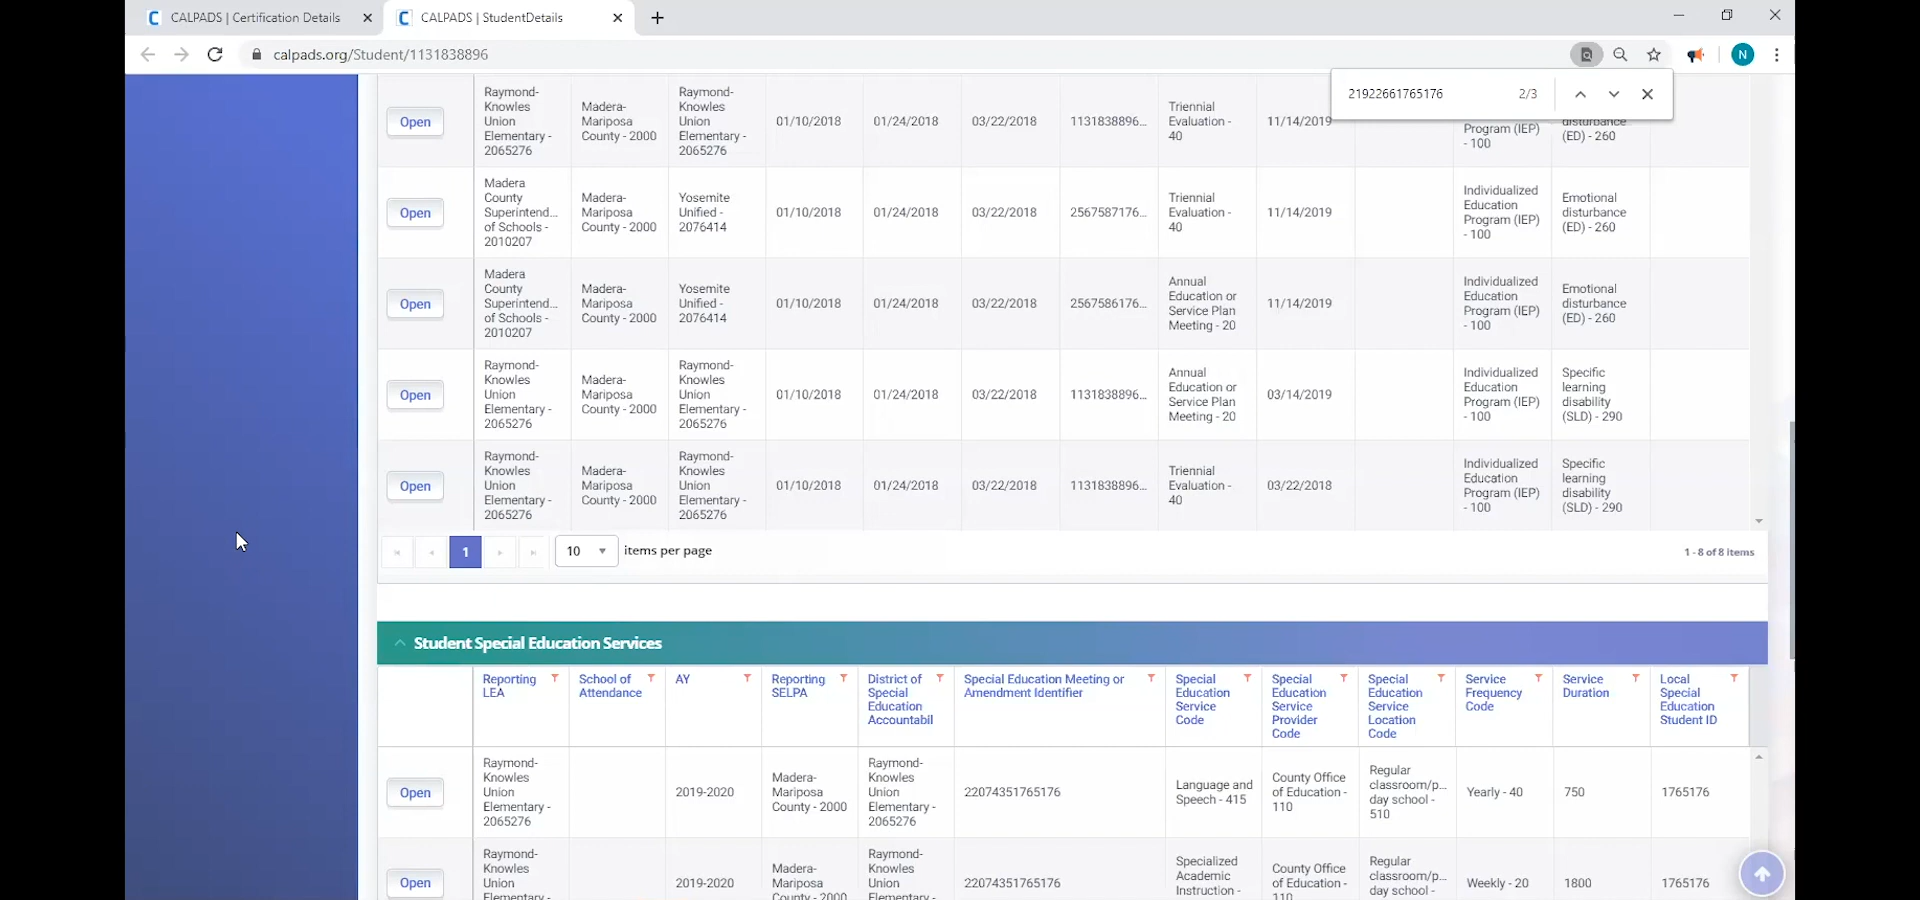 CALPADS | Certification Details
CALPADS | StudentDetails
calpads.org/Student/1131838896
N
21922661765176 2/3
Open
Raymond-
Knowles
Union
Elementary -
2065276
Madera-
Mariposa
County - 2000
Raymond-
Knowles
Union
Elementary -
2065276
01/10/2018
01/24/2018
03/22/2018
1131838896...
Triennial
Evaluation -
40
11/14/2019
Program (IEP)
- 100
disturbance
(ED) - 260
Open
Madera
County
Superintend...
of Schools -
2010207
Madera-
Mariposa
County - 2000
Yosemite
Unified -
2076414
01/10/2018
01/24/2018
03/22/2018
2567587176...
Triennial
Evaluation -
40
11/14/2019
Individualized
Education
Program (IEP)
- 100
Emotional
disturbance
(ED) - 260
Open
Madera
County
Superintend...
of Schools -
2010207
Madera-
Mariposa
County - 2000
Yosemite
Unified -
2076414
01/10/2018
01/24/2018
03/22/2018
2567586176...
Annual
Education or
Service Plan
Meeting - 20
11/14/2019
Individualized
Education
Program (IEP)
- 100
Emotional
disturbance
(ED) - 260
Open
Raymond-
Knowles
Union
Elementary -
2065276
Madera-
Mariposa
County - 2000
Raymond-
Knowles
Union
Elementary -
2065276
01/10/2018
01/24/2018
03/22/2018
1131838896...
Annual
Education or
Service Plan
Meeting - 20
03/14/2019
Individualized
Education
Program (IEP)
- 100
Specific
learning
disability
(SLD) - 290
Open
Raymond-
Knowles
Union
Elementary -
2065276
Madera-
Mariposa
County - 2000
Raymond-
Knowles
Union
Elementary -
2065276
01/10/2018
01/24/2018
03/22/2018
1131838896...
Triennial
Evaluation -
40
03/22/2018
Individualized
Education
Program (IEP)
- 100
Specific
learning
disability
(SLD) - 290
1
10
items per page
1 - 8 of 8 items
Student Special Education Services
Reporting
LEA
School of
Attendance
AY
Reporting
SELPA
District of
Special
Education
Accountabil
Special Education Meeting or
Amendment Identifier
Special
Education
Service
Code
Special
Education
Service
Provider
Code
Special
Education
Service
Location
Code
Service
Frequency
Code
Service
Duration
Local
Special
Education
Student ID
Open
Raymond-
Knowles
Union
Elementary -
2065276
2019-2020
Madera-
Mariposa
County - 2000
Raymond-
Knowles
Union
Elementary -
2065276
22074351765176
Language and
Speech - 415
County Office
of Education -
110
Regular
classroom/p...
day school -
510
Yearly - 40
750
1765176
Open
Raymond-
Knowles
Union
Elementary -
2019-2020
Madera-
Mariposa
County - 2000
Raymond-
Knowles
Union
Elementary -
22074351765176
Specialized
Academic
Instruction -
County Office
of Education -
110
Regular
classroom/p...
day school -
Weekly - 20
1800
1765176